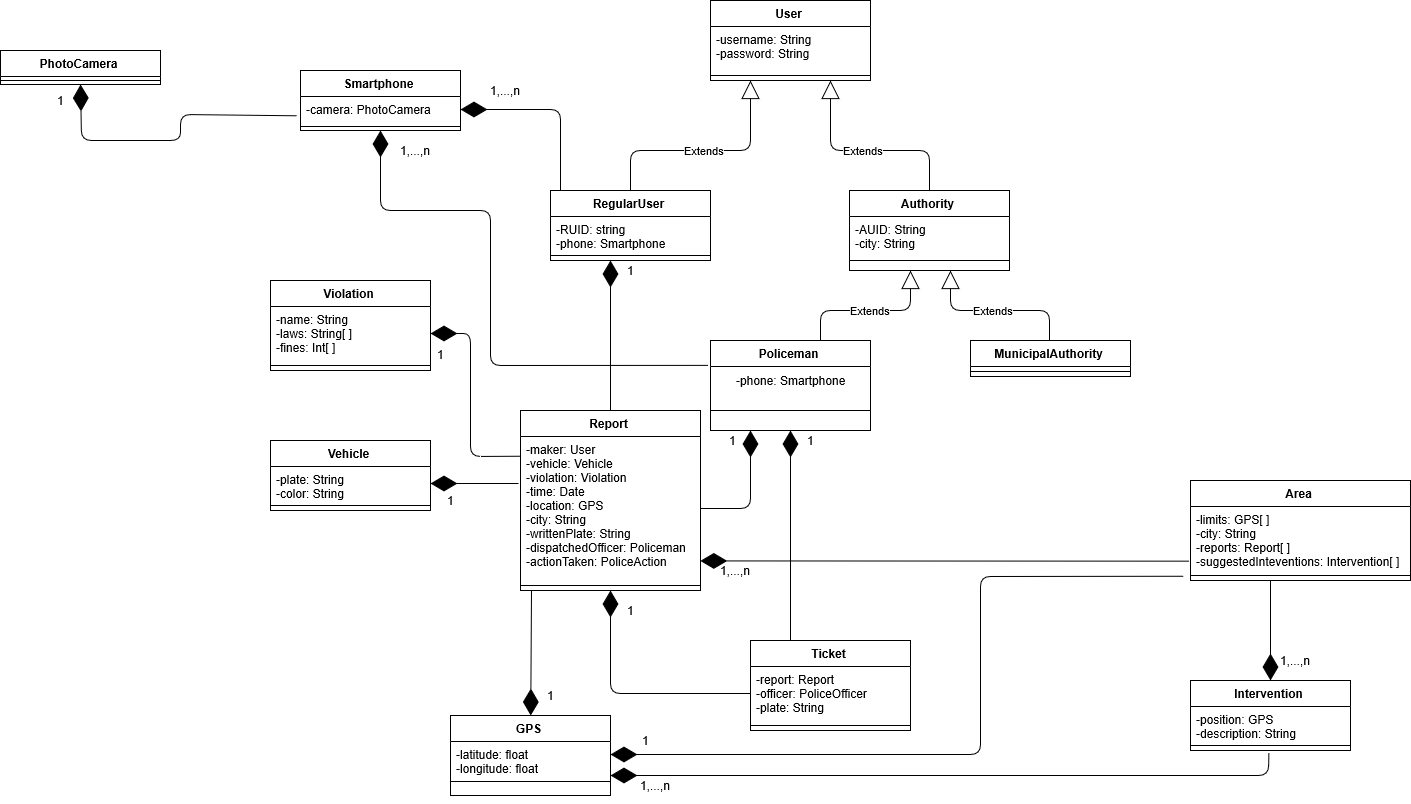 User
-username: String
-password: String
PhotoCamera
1
Smartphone
-camera: PhotoCamera
1,...,n
1,...,n
Extends
Extends
RegularUser
-RUID: string
-phone: Smartphone
1
Authority
-AUID: String
-city: String
Extends
Extends
Violation
-name: String
-laws: String[ ]
-fines: Int[ ]
1
Policeman
-phone: Smartphone
1
1
MunicipalAuthority
Vehicle
-plate: String
-color: String
1
Report
-maker: User
-vehicle: Vehicle
-violation: Violation
-time: Date
-location: GPS
-city: String
-writtenPlate: String
-dispatchedOfficer: Policeman
-actionTaken: PoliceAction
1,...,n
1
Area
-limits: GPS[ ]
-city: String
-reports: Report[ ]
-suggestedInteventions: Intervention[ ]
Ticket
-report: Report
-officer: PoliceOfficer
-plate: String
1,...,n
Intervention
-position: GPS
-description: String
1
GPS
-latitude: float
-longitude: float
1
1,...,n